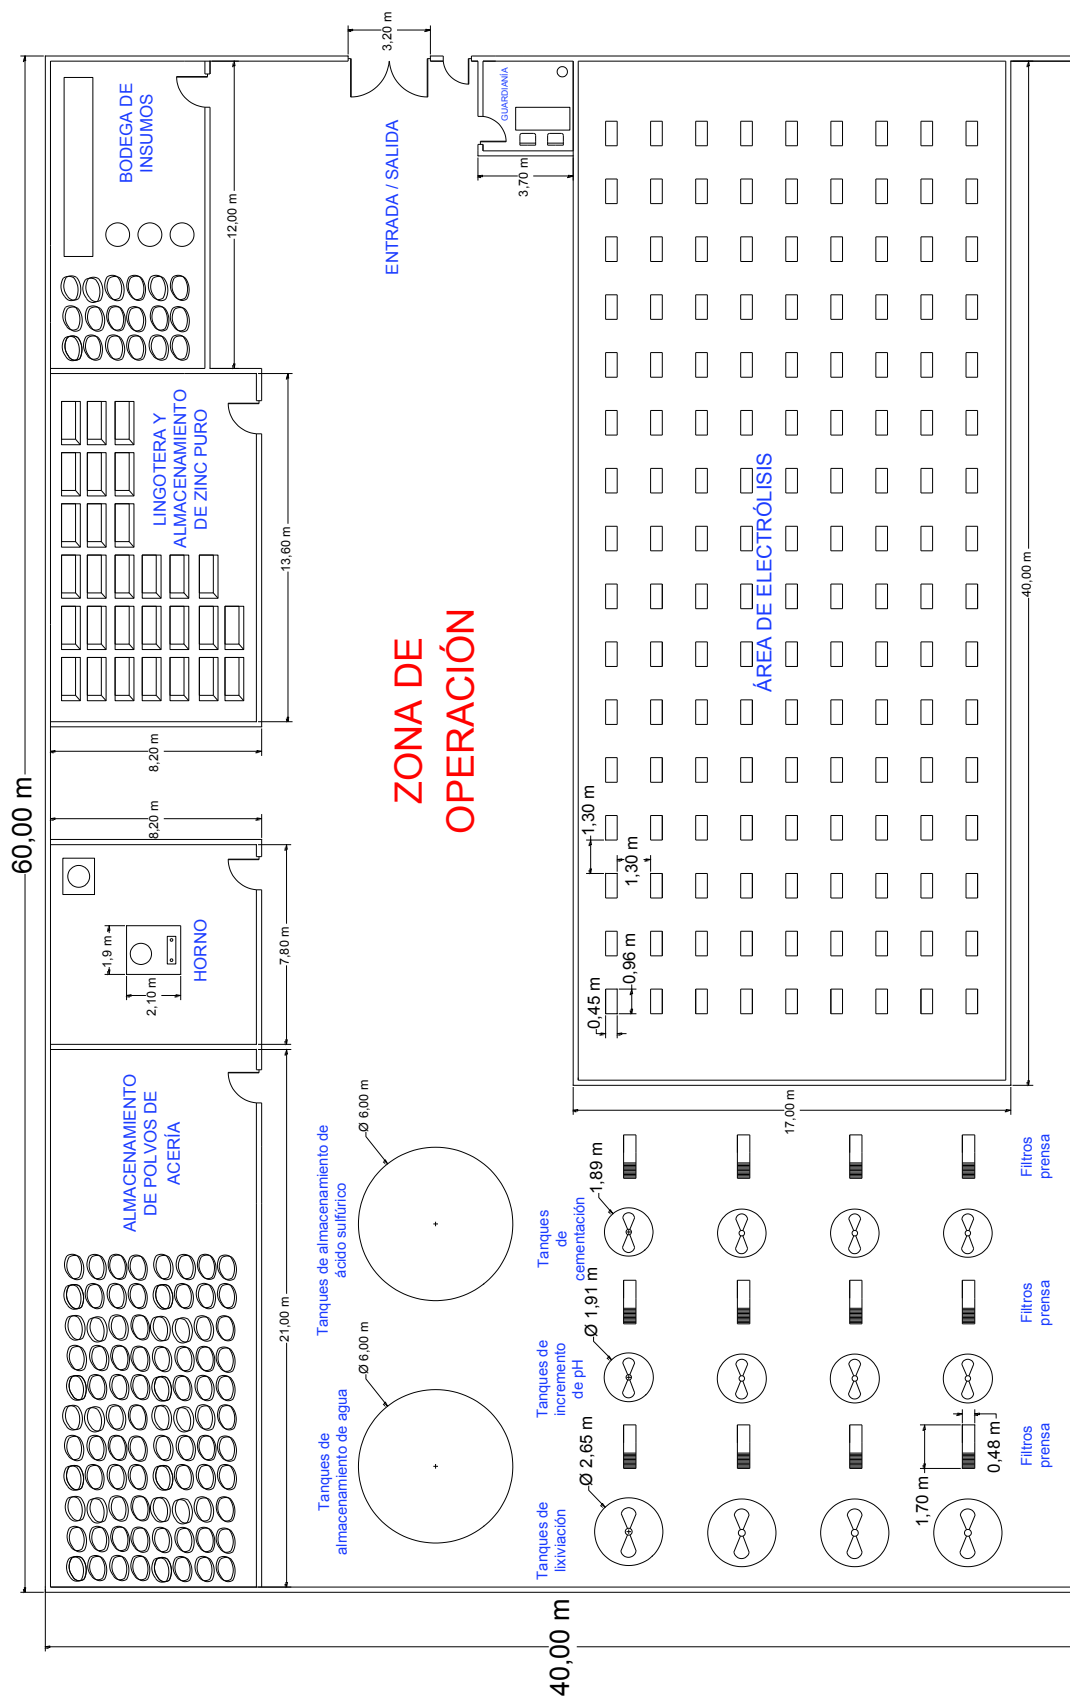 60,00 m
40,00 m
ALMACENAMIENTO
DE POLVOS DE
ACERÍA
21,00 m
HORNO
1,9 m
2,10 m
7,80 m
8,20 m
8,20 m
LINGOTERA Y
ALMACENAMIENTO
DE ZINC PURO
13,60 m
BODEGA DE
INSUMOS
12,00 m
ENTRADA / SALIDA
3,20 m
GUARDIANÍA
3,70 m
ZONA DE
OPERACIÓN
Tanques de
almacenamiento de agua
Ø 6,00 m
Tanques de almacenamiento de
ácido sulfúrico
Ø 6,00 m
Tanques de
lixiviación
Ø 2,65 m
Tanques de
incremento
de pH
Ø 1,91 m
Tanques
de
cementación
1,89 m
1,70 m
0,48 m
Filtros
prensa
Filtros
prensa
Filtros
prensa
ÁREA DE ELECTRÓLISIS
0,45 m
0,96 m
1,30 m
1,30 m
17,00 m
40,00 m